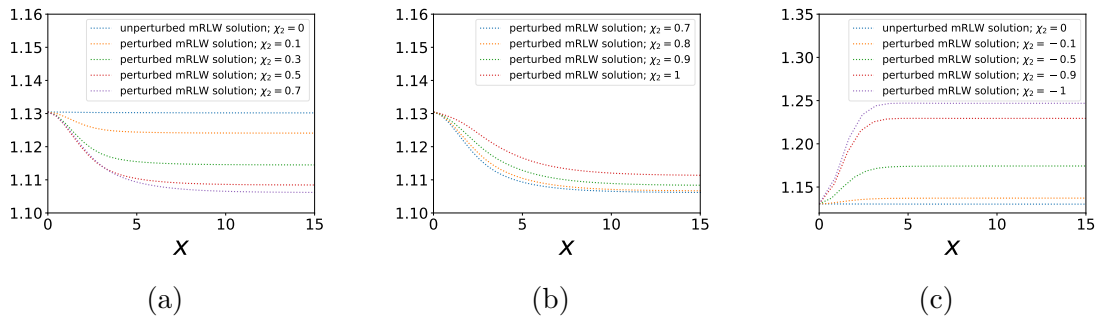 1.16
1.15
1.14
1.13
1.12
1.11
1.10
0 5 10 15
x
unperturbed mRLW solution; χ₂ = 0
perturbed mRLW solution; χ₂ = 0.1
perturbed mRLW solution; χ₂ = 0.3
perturbed mRLW solution; χ₂ = 0.5
perturbed mRLW solution; χ₂ = 0.7
(a)
1.16
1.15
1.14
1.13
1.12
1.11
1.10
0 5 10 15
x
perturbed mRLW solution; χ₂ = 0.7
perturbed mRLW solution; χ₂ = 0.8
perturbed mRLW solution; χ₂ = 0.9
perturbed mRLW solution; χ₂ = 1
(b)
1.35
1.30
1.25
1.20
1.15
0 5 10 15
x
unperturbed mRLW solution; χ₂ = 0
perturbed mRLW solution; χ₂ = −0.1
perturbed mRLW solution; χ₂ = −0.5
perturbed mRLW solution; χ₂ = −0.9
perturbed mRLW solution; χ₂ = −1
(c)